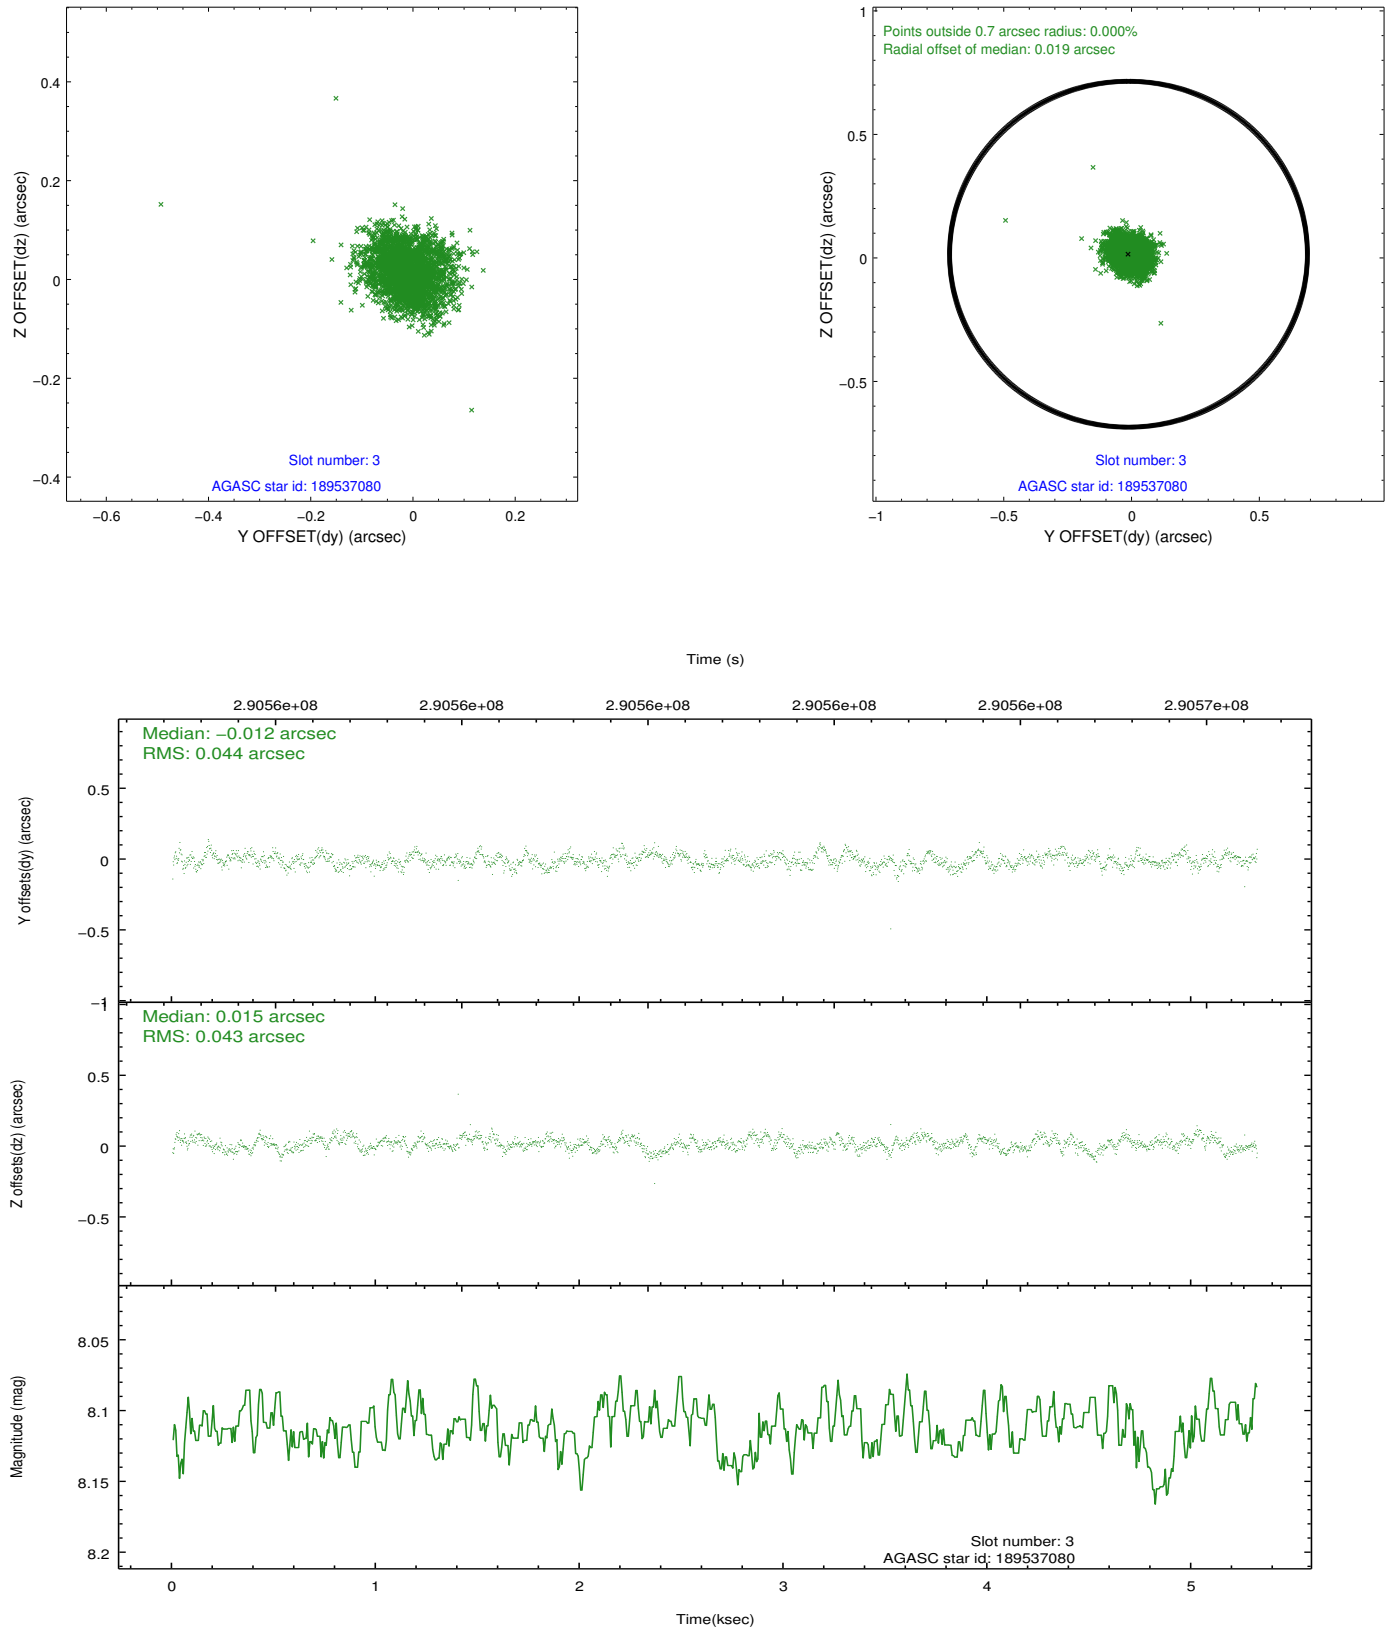 0.4
0.2
0
−0.2
−0.4
Z OFFSET(dz) (arcsec)
Slot number: 3
AGASC star id: 189537080
−0.6 −0.4 −0.2 0 0.2
Y OFFSET(dy) (arcsec)
Points outside 0.7 arcsec radius: 0.000%
Radial offset of median: 0.019 arcsec
1
0.5
0
−0.5
Z OFFSET(dz) (arcsec)
Slot number: 3
AGASC star id: 189537080
−1 −0.5 0 0.5
Y OFFSET(dy) (arcsec)
Time (s)
2.9056e+08 2.9056e+08 2.9056e+08 2.9056e+08 2.9056e+08 2.9057e+08
Median: −0.012 arcsec
RMS: 0.044 arcsec
0.5
0
−0.5
−1
Y offsets(dy) (arcsec)
Median: 0.015 arcsec
RMS: 0.043 arcsec
1
0.5
0
−0.5
Z offsets(dz) (arcsec)
8.05
8.1
8.15
8.2
Magnitude (mag)
Slot number: 3
AGASC star id: 189537080
0 1 2 3 4 5
Time(ksec)